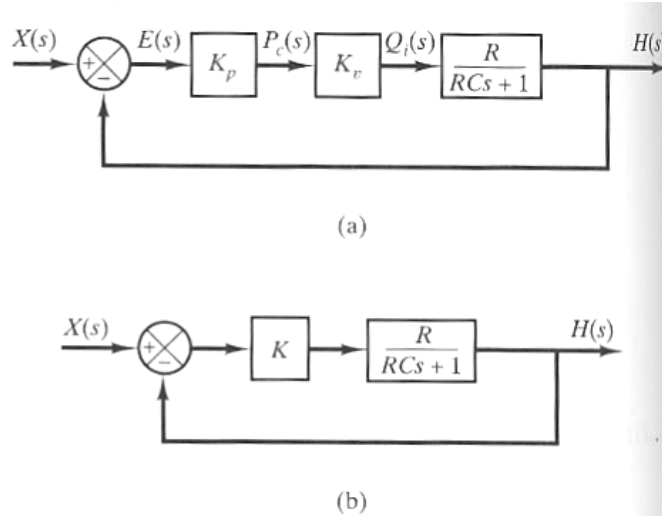 X(s) E(s) P_c(s) Q_i(s) H(s
+ − K_p K_v R
RCs + 1
(a)
X(s) H(s)
+ − K R
RCs + 1
(b)